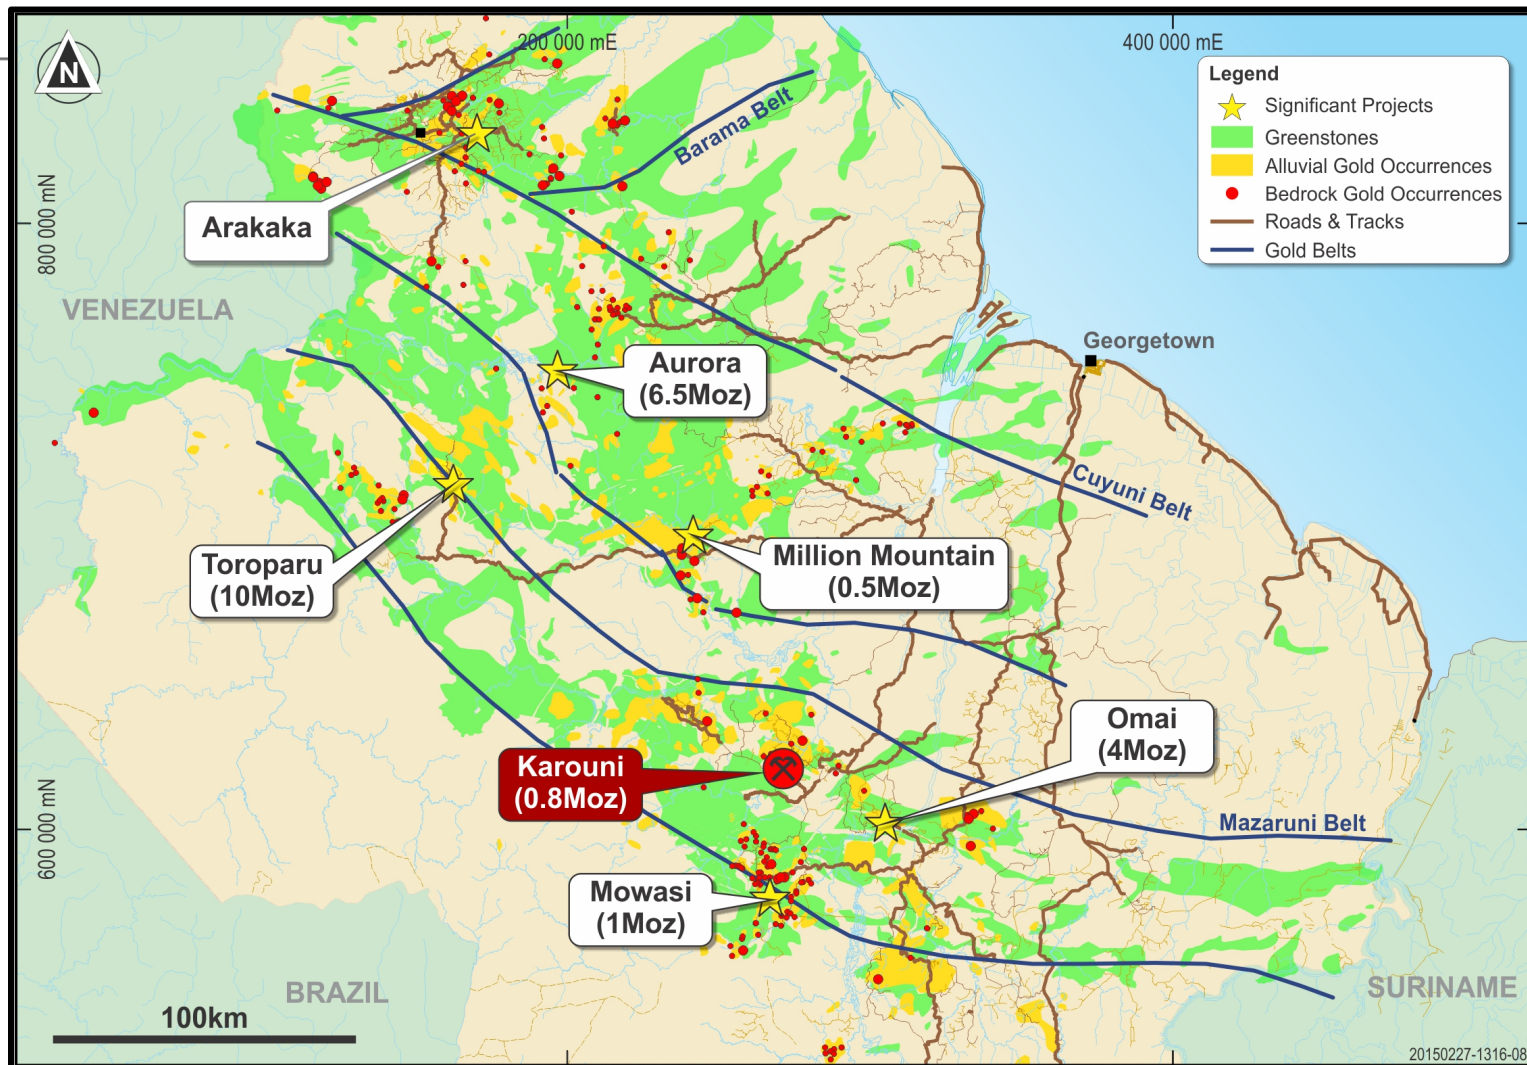 N
200 000 mE
400 000 mE
Legend
Significant Projects
Greenstones
Alluvial Gold Occurrences
Bedrock Gold Occurrences
Roads & Tracks
Gold Belts
Barama Belt
800 000 mN
Arakaka
VENEZUELA
Georgetown
Aurora
(6.5Moz)
Cuyuni Belt
Toroparu
(10Moz)
Million Mountain
(0.5Moz)
Omai
(4Moz)
Karouni
(0.8Moz)
600 000 mN
Mazaruni Belt
Mowasi
(1Moz)
BRAZIL
SURINAME
100km
20150227-1316-08